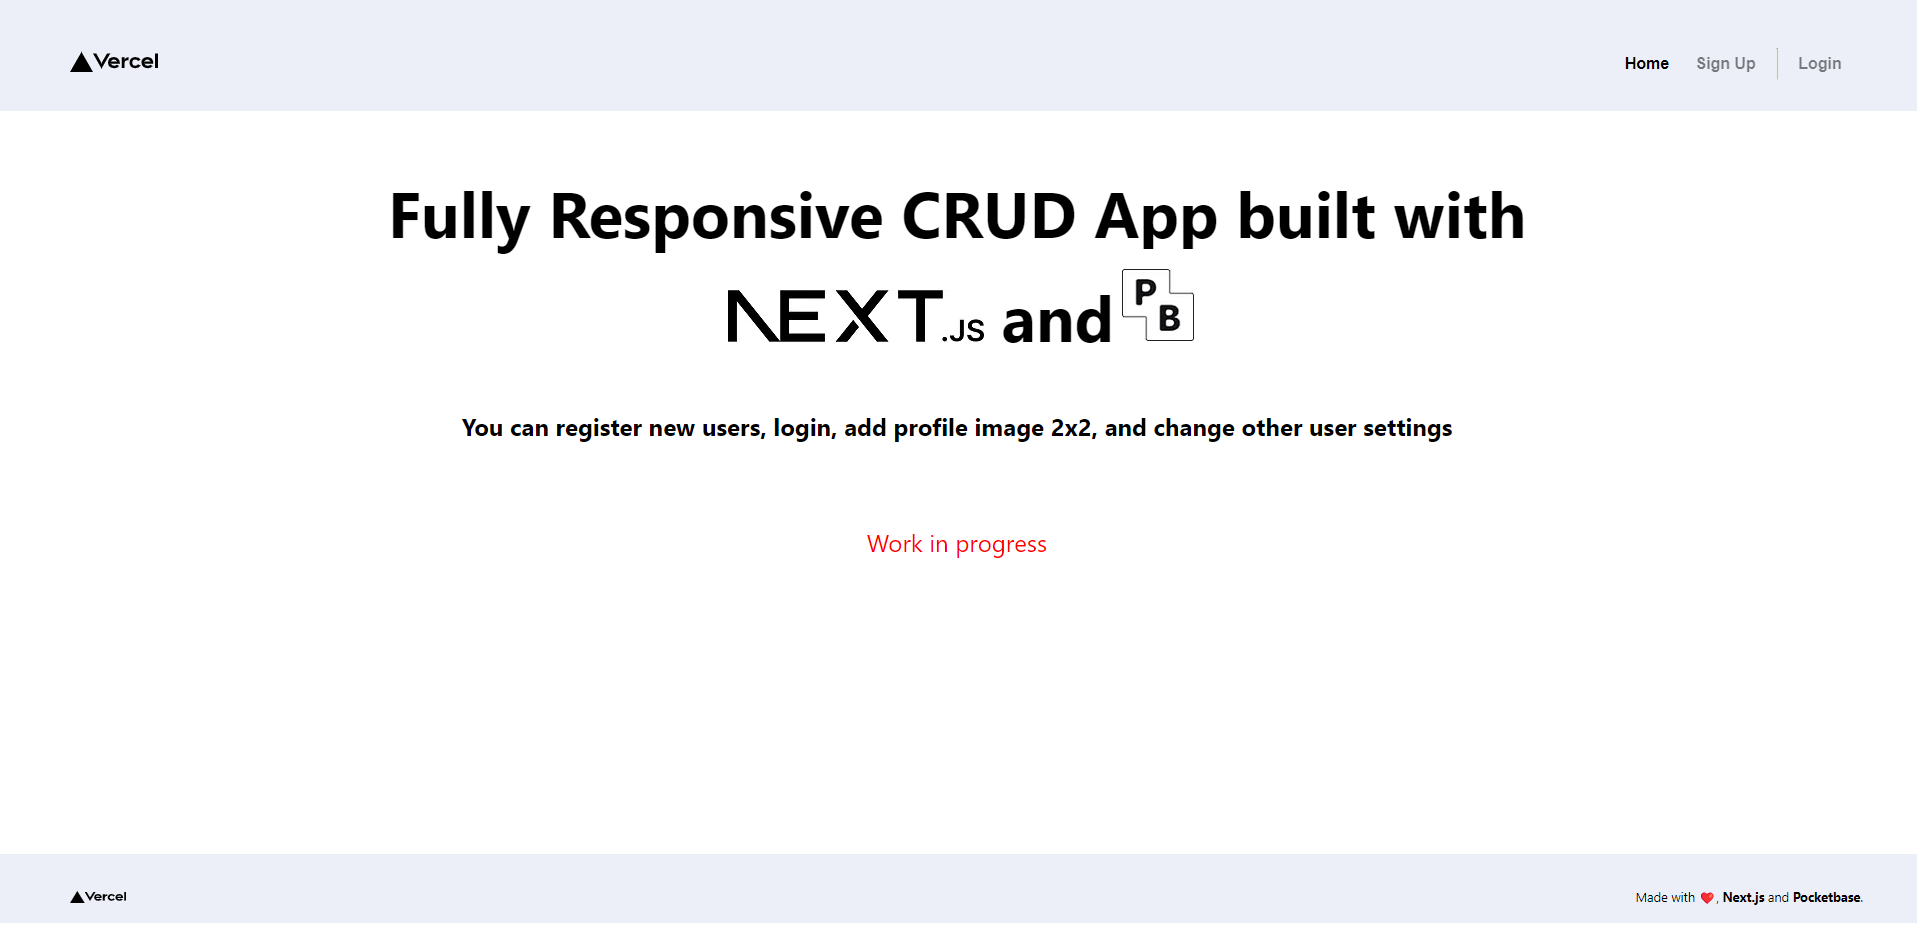 Vercel
Home Sign Up Login
Fully Responsive CRUD App built with
NEXT.JS and P B
You can register new users, login, add profile image 2x2, and change other user settings
Work in progress
Vercel
Made with ❤️, Next.js and Pocketbase.